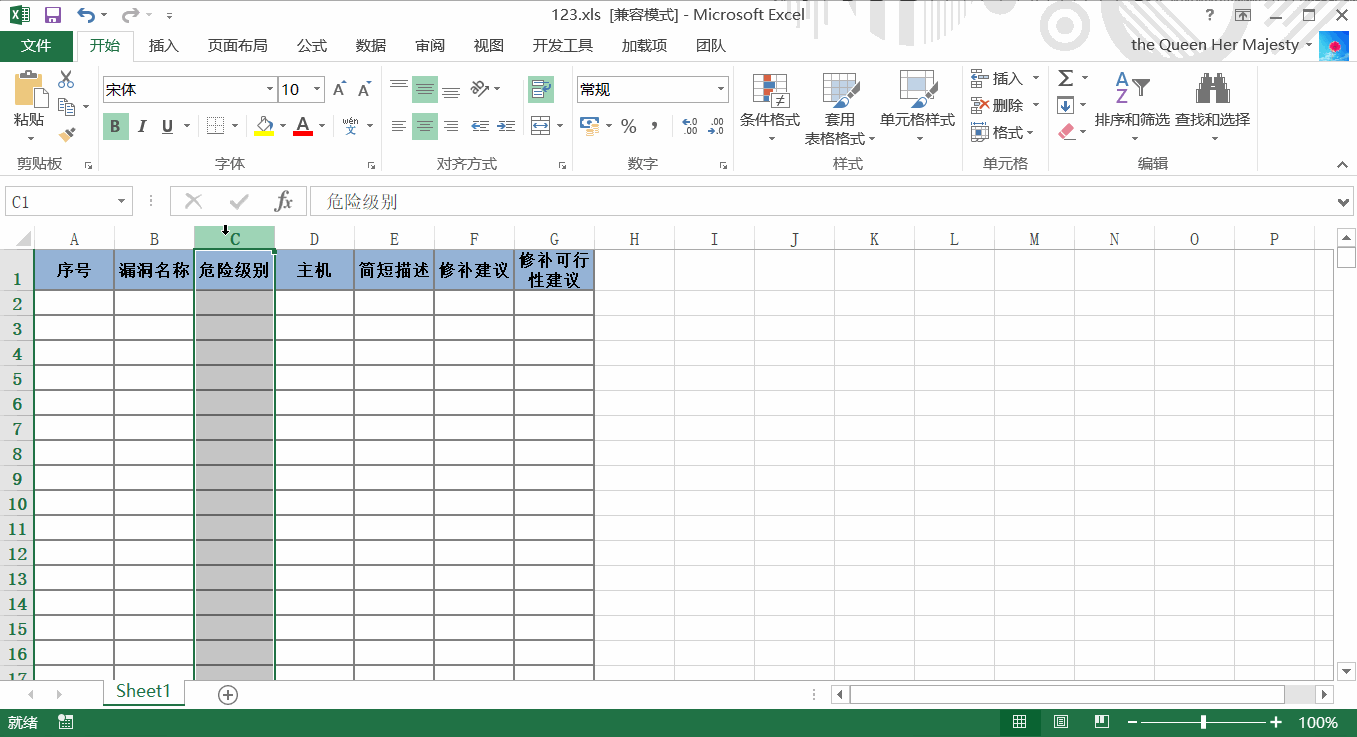 123.xls [兼容模式] - Microsoft Excel
?
文件 开始 插入 页面布局 公式 数据 审阅 视图 开发工具 加载项 团队
the Queen Her Majesty
宋体 10 A A 常规
B I U A wén 文 % , .00 .0
粘贴 条件格式 套用 表格格式 单元格样式 插入 删除 格式 Σ A Z 排序和筛选 查找和选择
剪贴板 字体 对齐方式 数字 样式 单元格 编辑
C1 fx 危险级别
A B C D E F G H I J K L M N O P
1 序号 漏洞名称 危险级别 主机 简短描述 修补建议 修补可行性建议
2
3
4
5
6
7
8
9
10
11
12
13
14
15
16
17
Sheet1
就绪 100%